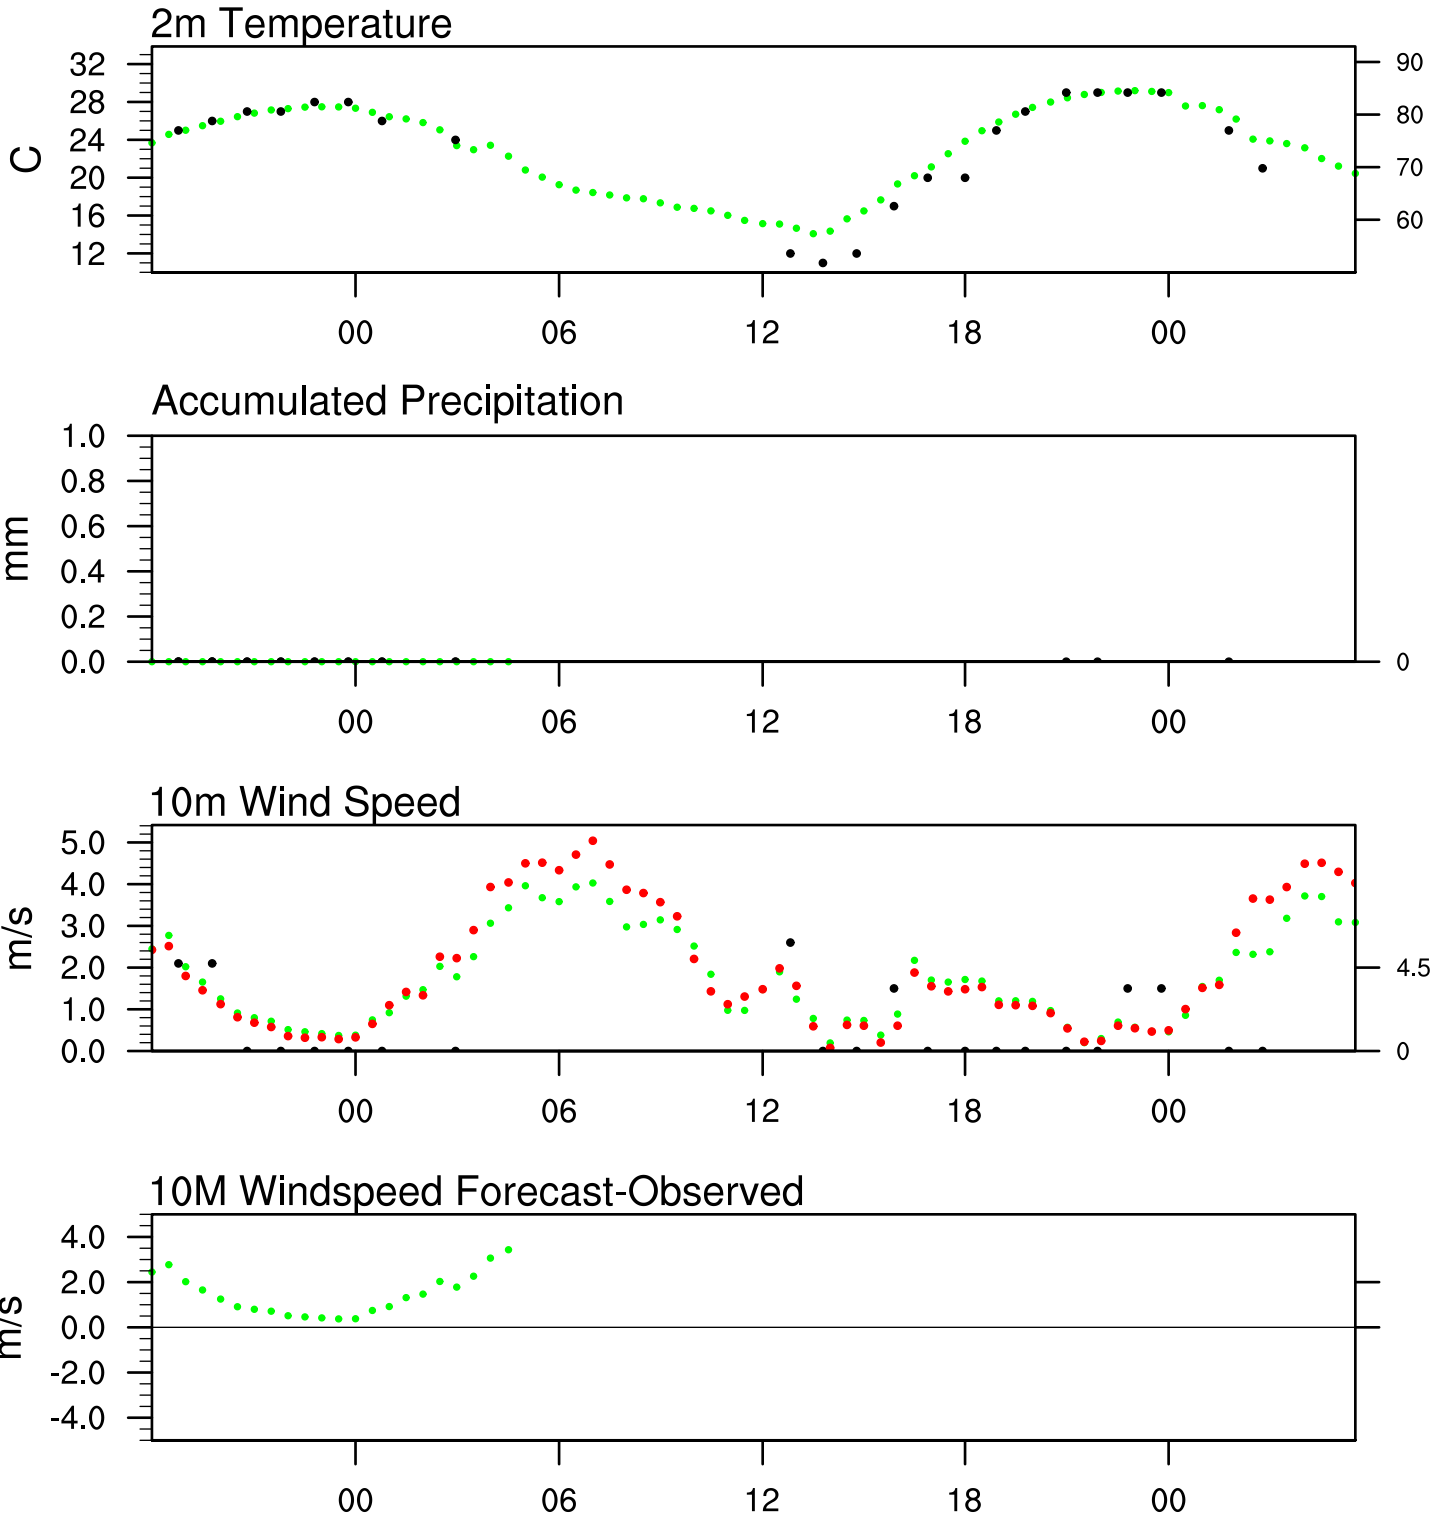 2m Temperature
32
28
24
20
16
12
C
90
80
70
60
00 06 12 18 00
Accumulated Precipitation
1.0
0.8
0.6
0.4
0.2
0.0
mm
0
00 06 12 18 00
10m Wind Speed
5.0
4.0
3.0
2.0
1.0
0.0
m/s
4.5
0
00 06 12 18 00
10M Windspeed Forecast-Observed
4.0
2.0
0.0
-2.0
-4.0
m/s
00 06 12 18 00